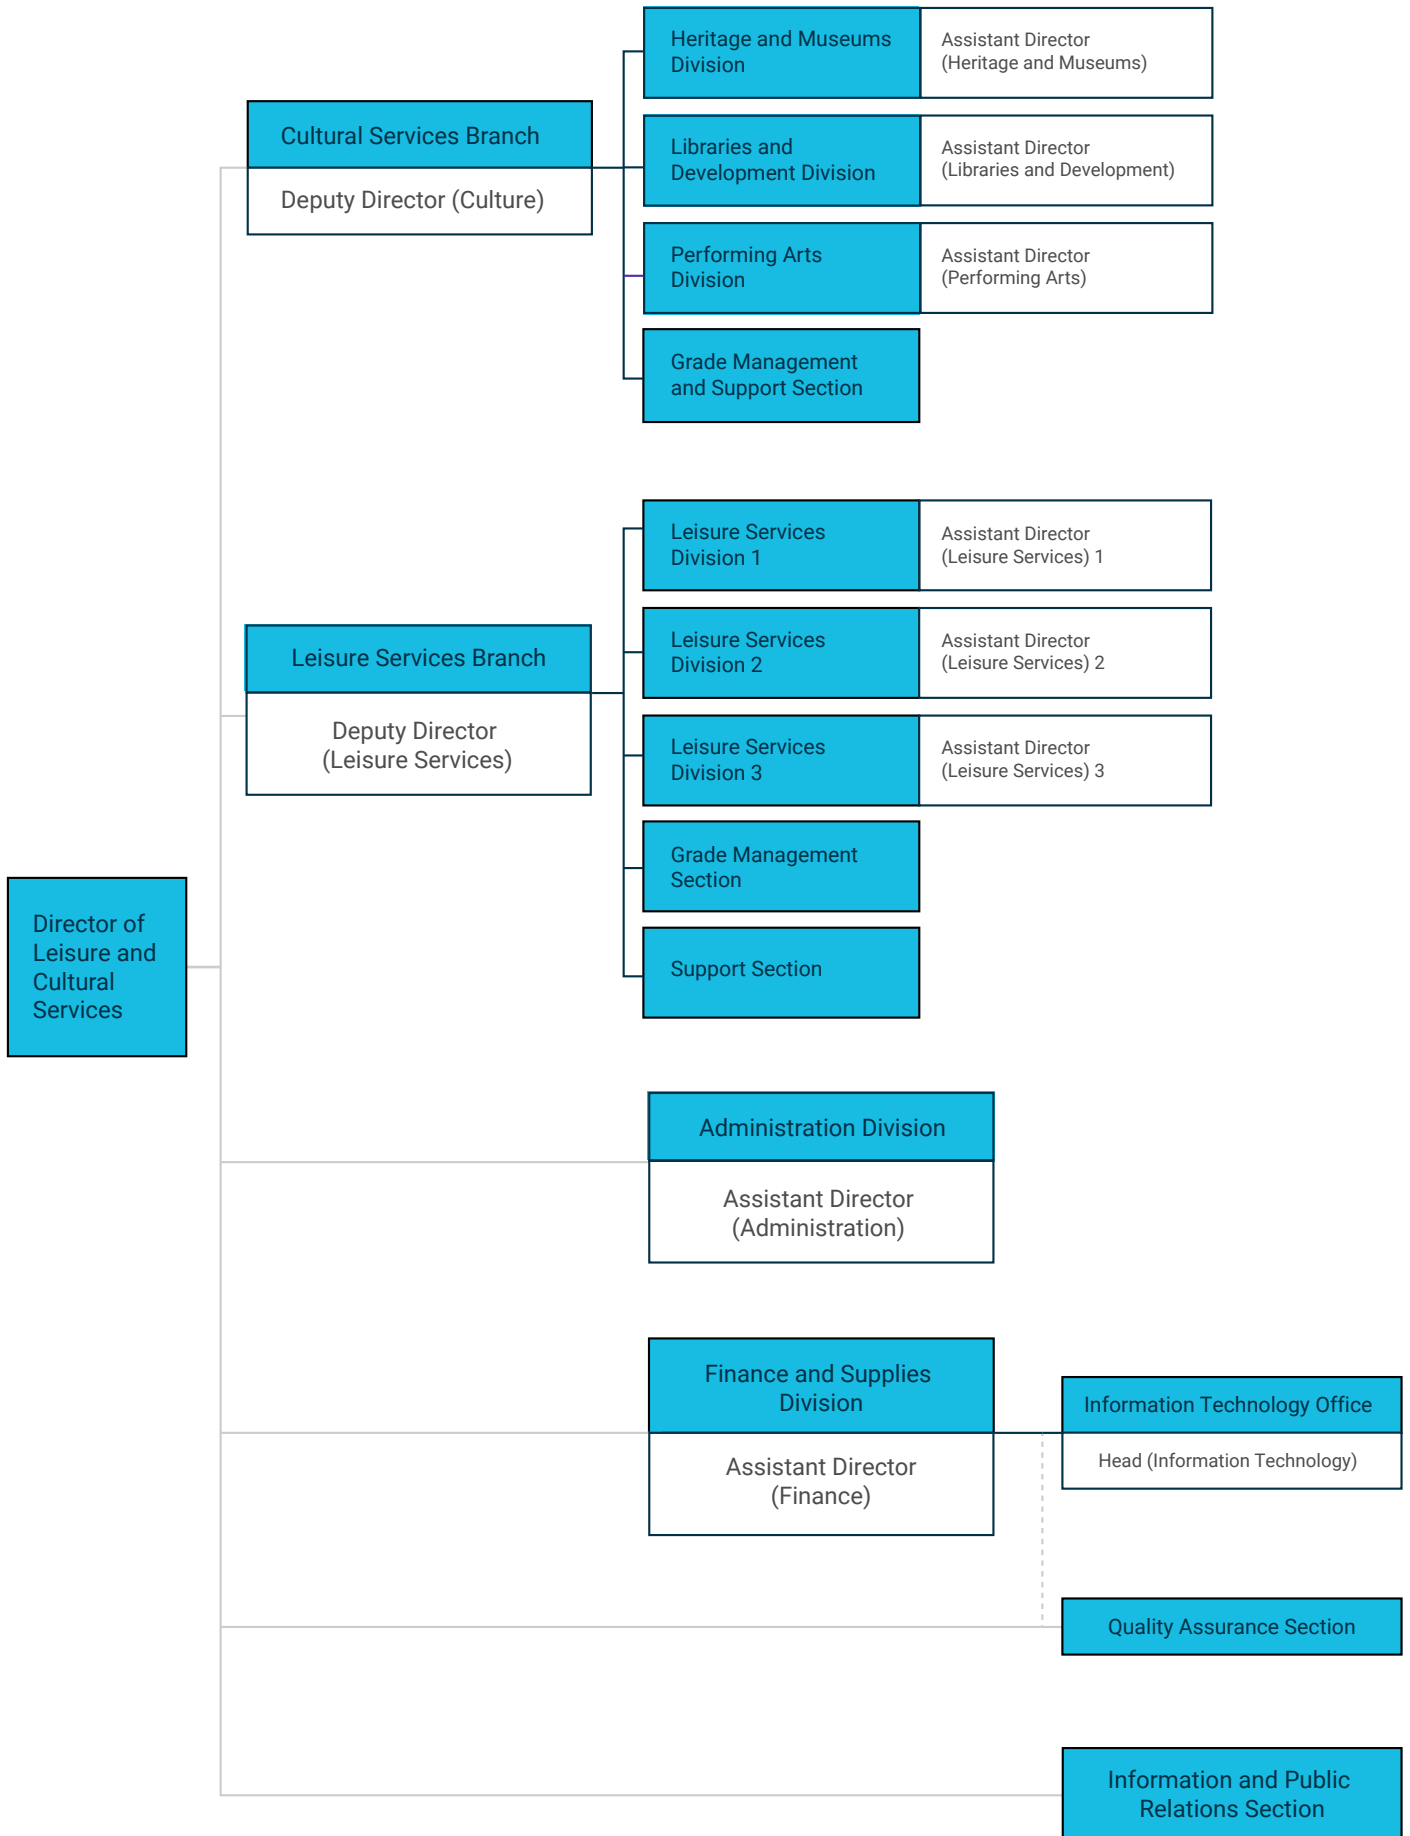 Heritage and Museums
Division
Assistant Director
(Heritage and Museums)
Cultural Services Branch
Deputy Director (Culture)
Libraries and
Development Division
Assistant Director
(Libraries and Development)
Performing Arts
Division
Assistant Director
(Performing Arts)
Grade Management
and Support Section
Leisure Services
Division 1
Assistant Director
(Leisure Services) 1
Leisure Services Branch
Deputy Director
(Leisure Services)
Leisure Services
Division 2
Assistant Director
(Leisure Services) 2
Leisure Services
Division 3
Assistant Director
(Leisure Services) 3
Grade Management
Section
Support Section
Director of
Leisure and
Cultural
Services
Administration Division
Assistant Director
(Administration)
Finance and Supplies
Division
Assistant Director
(Finance)
Information Technology Office
Head (Information Technology)
Quality Assurance Section
Information and Public
Relations Section